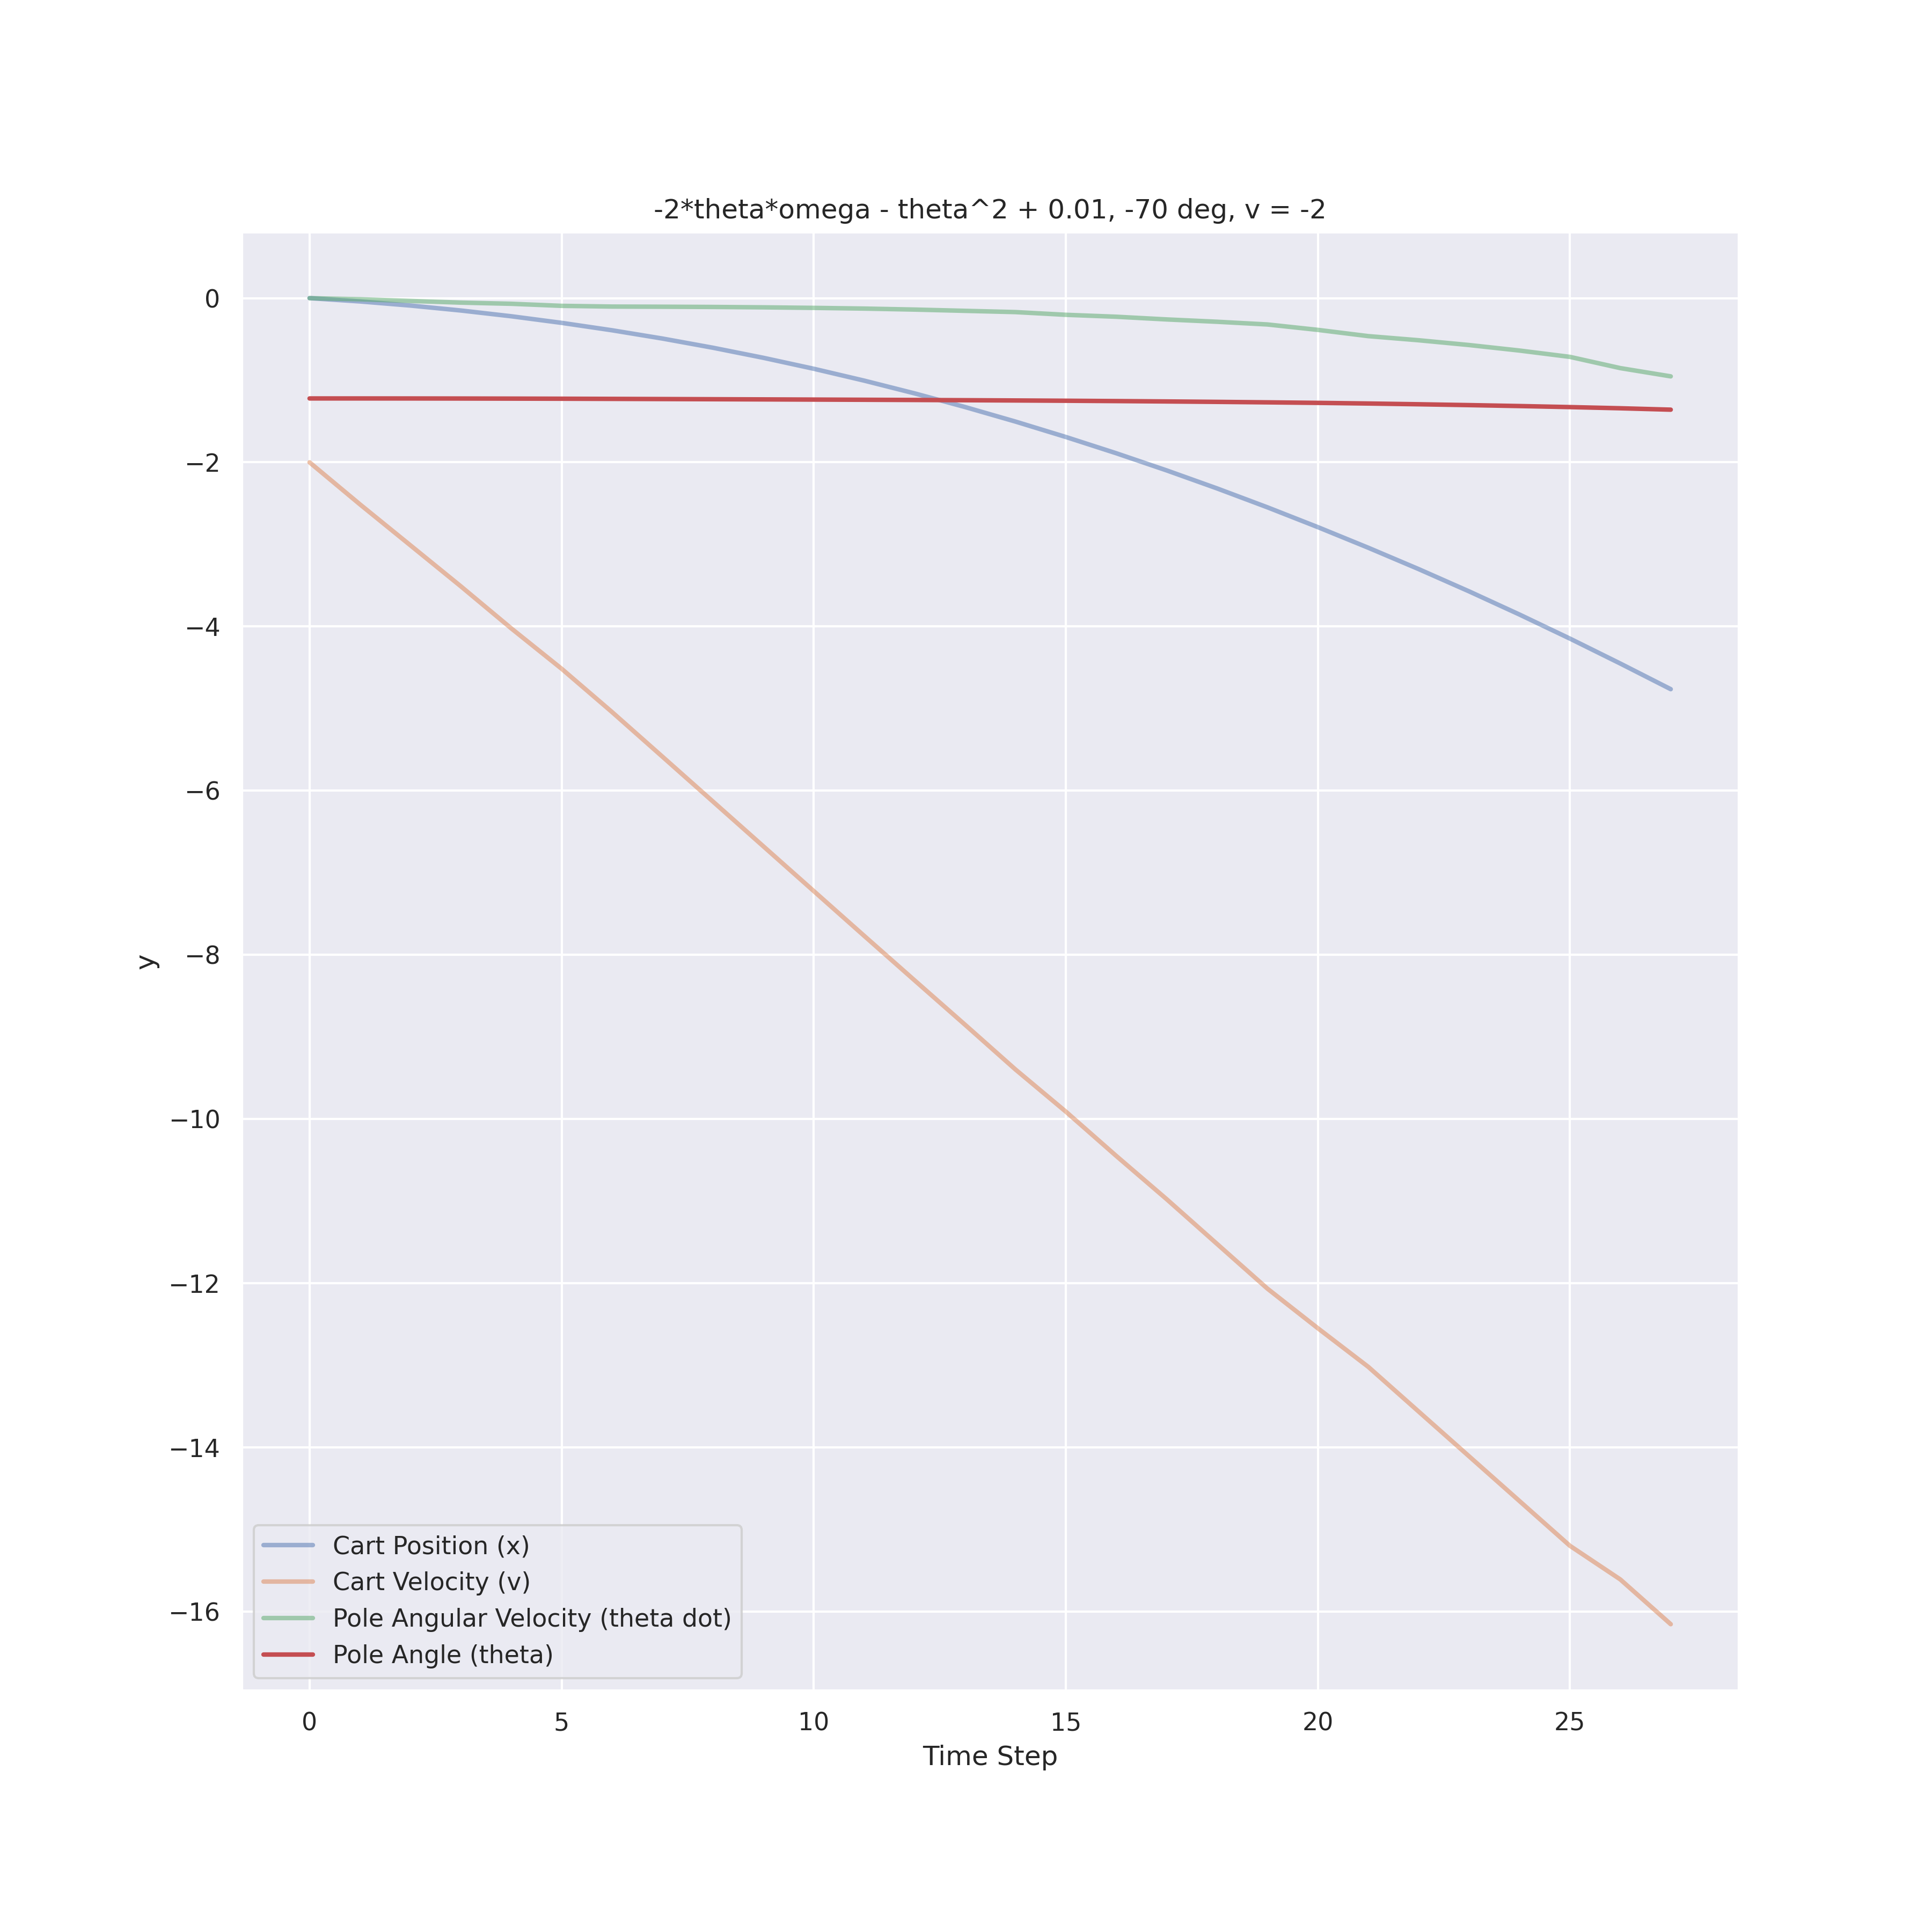 -2*theta*omega - theta^2 + 0.01, -70 deg, v = -2
0
−2
−4
−6
−8
−10
−12
−14
−16
y
Cart Position (x)
Cart Velocity (v)
Pole Angular Velocity (theta dot)
Pole Angle (theta)
0 5 10 15 20 25
Time Step